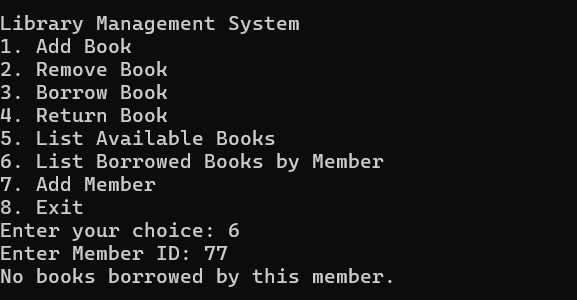 Library Management System
1. Add Book
2. Remove Book
3. Borrow Book
4. Return Book
5. List Available Books
6. List Borrowed Books by Member
7. Add Member
8. Exit
Enter your choice: 6
Enter Member ID: 77
No books borrowed by this member.